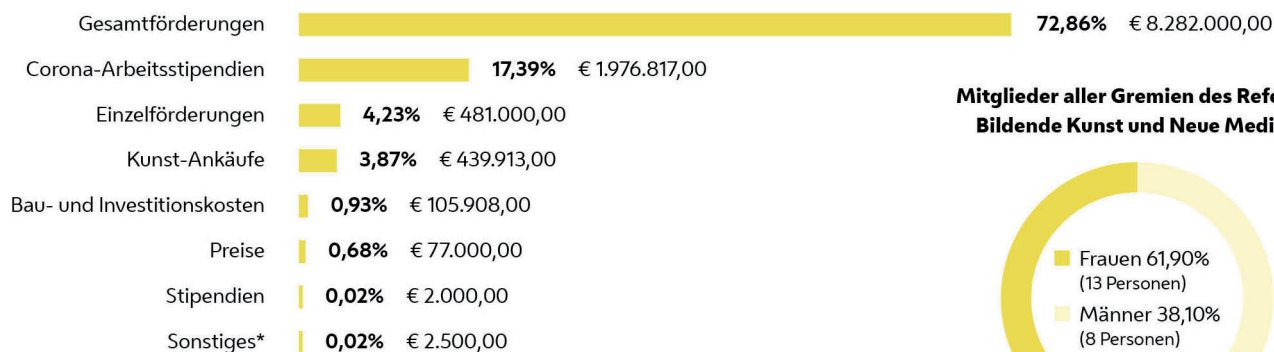 Gesamtförderungen 72,86% € 8.282.000,00
Corona-Arbeitsstipendien 17,39% € 1.976.817,00
Einzelförderungen 4,23% € 481.000,00
Kunst-Ankäufe 3,87% € 439.913,00
Bau- und Investitionskosten 0,93% € 105.908,00
Preise 0,68% € 77.000,00
Stipendien 0,02% € 2.000,00
Sonstiges* 0,02% € 2.500,00
Mitglieder aller Gremien des
Bildende Kunst und Neue
Frauen 61,90%
(13 Personen)
Männer 38,10%
(8 Personen)